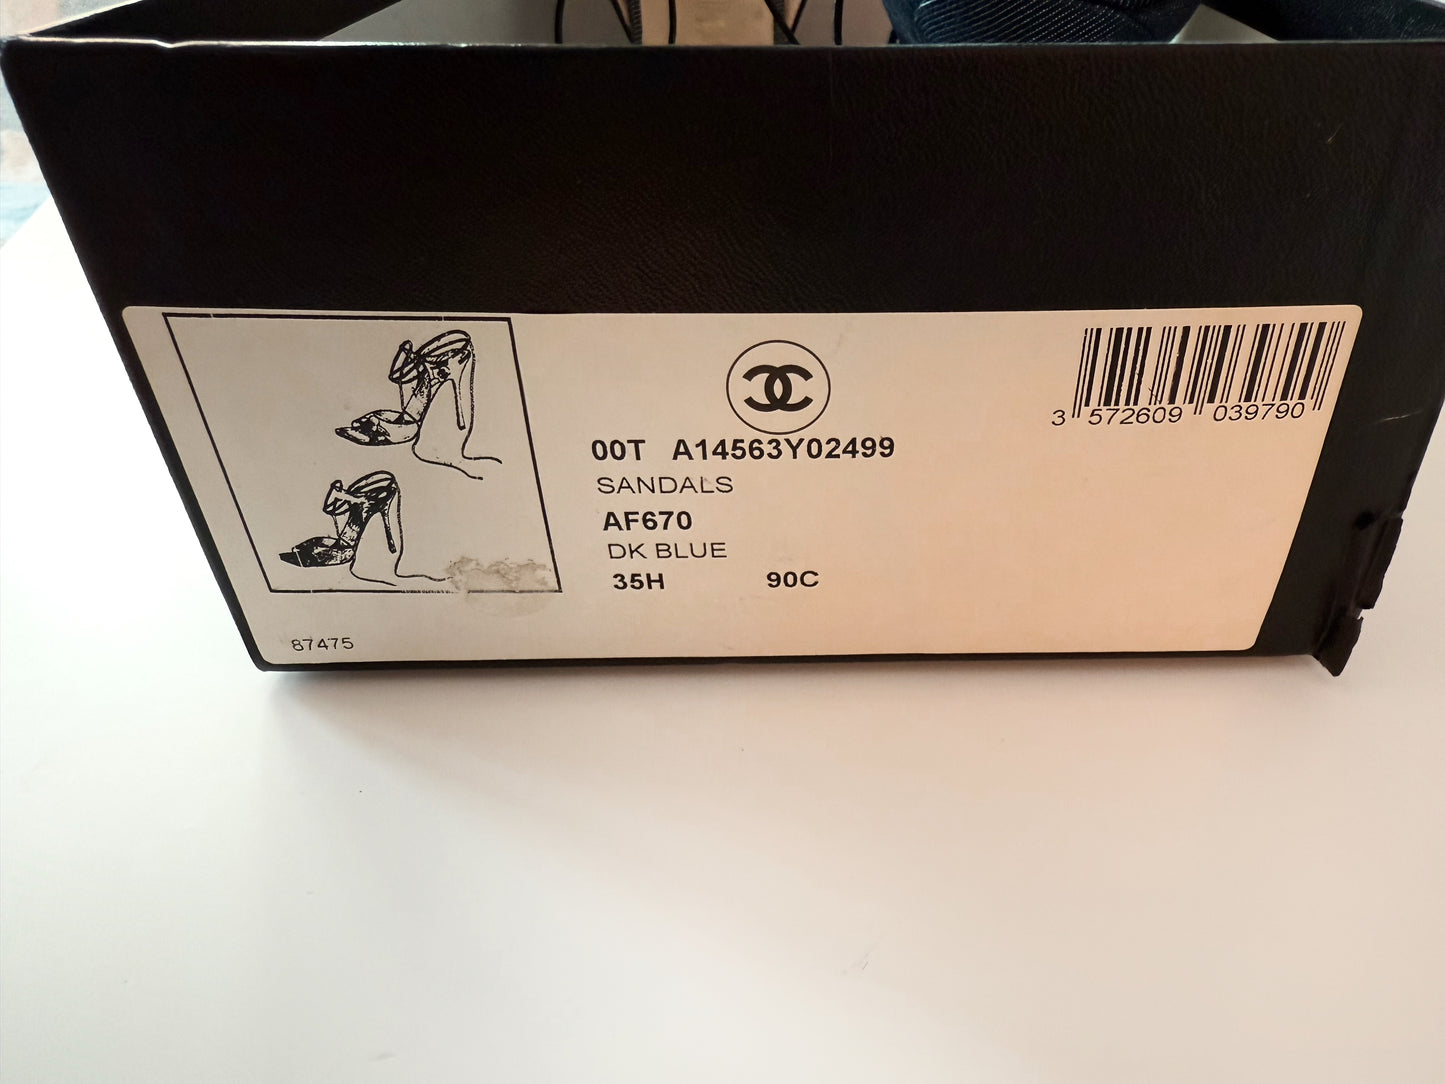 3 572609 039790
00T A14563Y02499
SANDALS
AF670
DK BLUE
35H 90C
87475